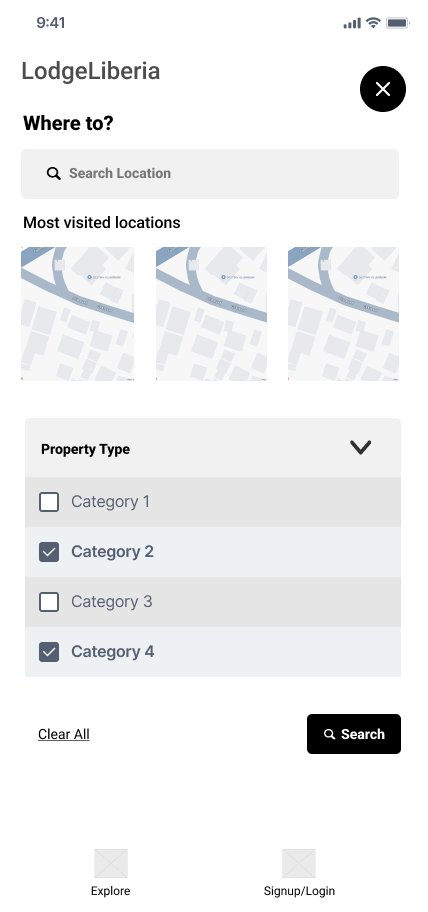 9:41
LodgeLiberia
Where to?
Search Location
Most visited locations
Property Type
Category 1
Category 2
Category 3
Category 4
Clear All
Search
Explore
Signup/Login